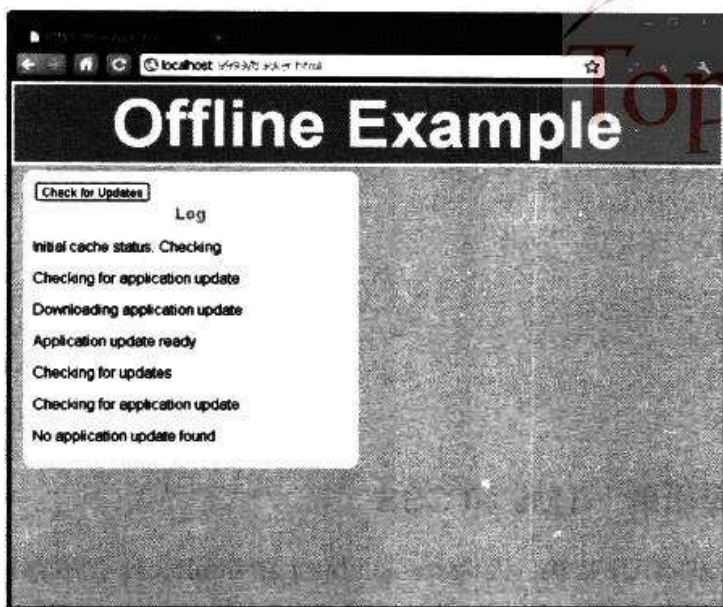 localhost
Top
Offline Example
Check for Updates
Log
Initial cache status. Checking
Checking for application update
Downloading application update
Application update ready
Checking for updates
Checking for application update
No application update found